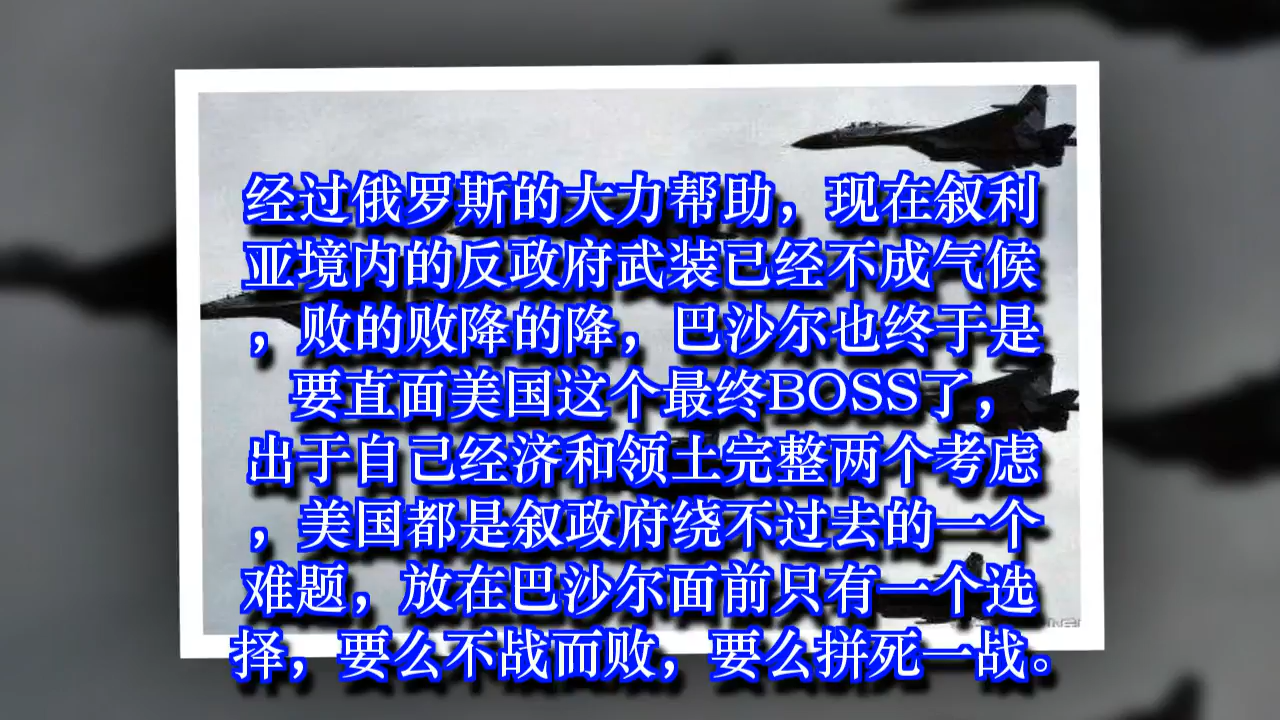 经过俄罗斯的大力帮助，现在叙利
亚境内的反政府武装已经不成气候
，败的败降的降，巴沙尔也终于是
要直面美国这个最终BOSS了，
出于自己经济和领土完整两个考虑
，美国都是叙政府绕不过去的一个
难题，放在巴沙尔面前只有一个选
择，要么不战而败，要么拼死一战。